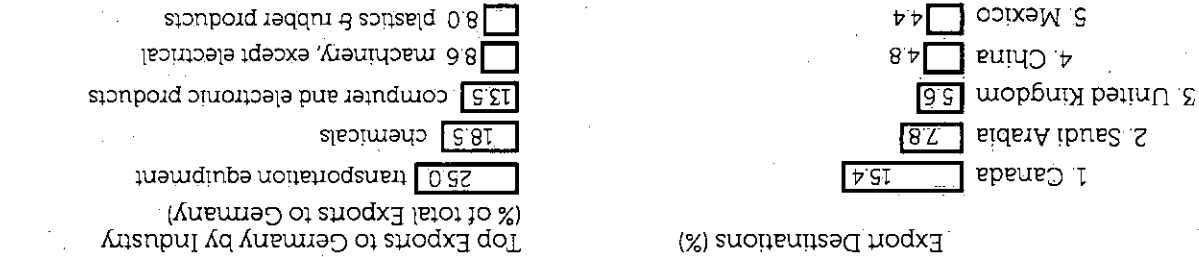 Export Destinations (%)
1. Canada 15.4
2. Saudi Arabia 7.8
3. United Kingdom 5.6
4. China 4.8
5. Mexico 4.4
Top Exports to Germany by Industry
(% of total Exports to Germany)
25.0 transportation equipment
18.5 chemicals
13.5 computer and electronic products
8.6 machinery, except electrical
8.0 plastics & rubber products